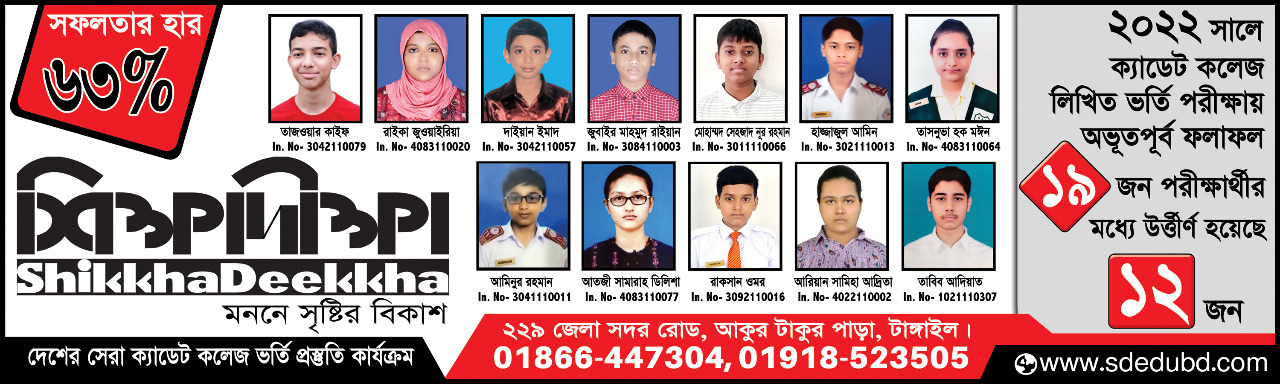 সফলতার হার
৬৩%
শিক্ষাদীক্ষা
ShikkhaDeekkha
মননে সৃষ্টির বিকাশ
দেশের সেরা ক্যাডেট কলেজ ভর্তি প্রস্তুতি কার্যক্রম
তাজওয়ার কাইফ
In. No- 3042110079
রাইকা জুওয়াইরিয়া
In. No- 4083110020
দাইয়ান ইমাদ
In. No- 3042110057
জুবাইর মাহমুদ রাইয়ান
In. No- 3084110003
মোহাম্মদ সেহজাদ নূর রহমান
In. No- 3011110066
হাজ্জাজুল আমিন
In. No- 3021110013
তাসনুভা হক মঈন
In. No- 4083110064
আমিনুর রহমান
In. No- 3041110011
আতজী সামারাহ ডিলিশা
In. No- 4083110077
রাকসান ওমর
In. No- 3092110016
আরিয়ান সামিহা আদ্রিতা
In. No- 4022110002
তাবিব আদিয়াত
In. No- 1021110307
২২৯ জেলা সদর রোড, আকুর টাকুর পাড়া, টাঙ্গাইল।
01866-447304, 01918-523505
২০২২ সালে
ক্যাডেট কলেজ
লিখিত ভর্তি পরীক্ষায়
অভূতপূর্ব ফলাফল
১৯ জন পরীক্ষার্থীর
মধ্যে উর্ত্তীর্ণ হয়েছে
১২ জন
www.sdedubd.com